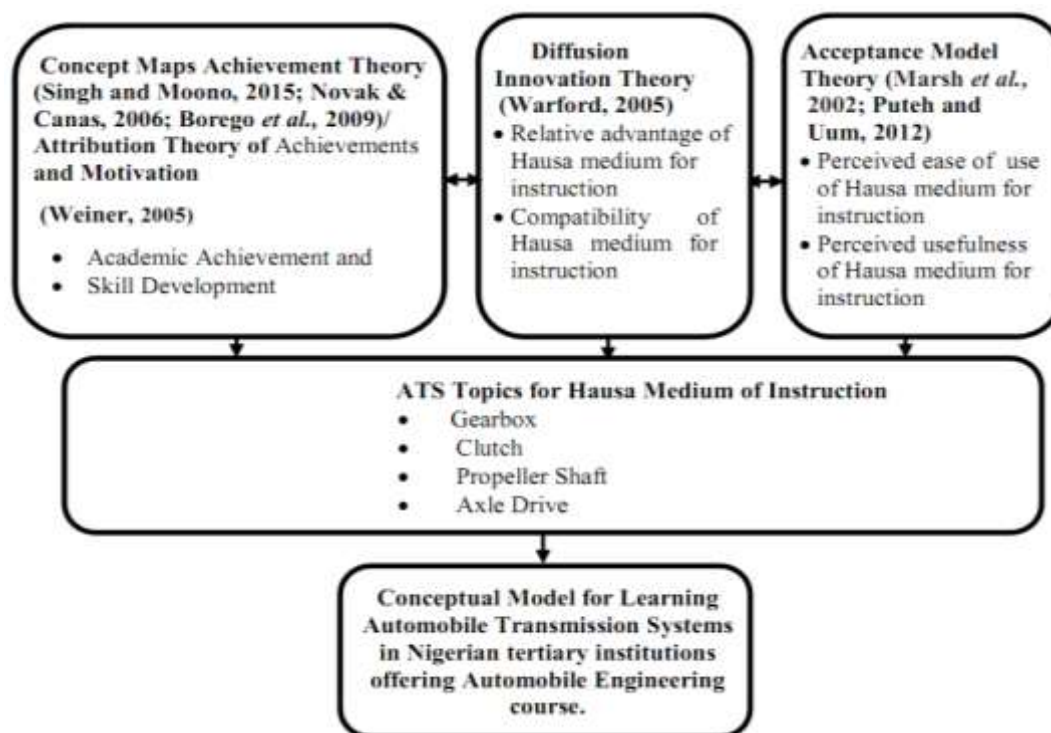 Concept Maps Achievement Theory
(Singh and Moono, 2015; Novak &
Canas, 2006; Borego et al., 2009)/
Attribution Theory of Achievements
and Motivation
(Weiner, 2005)
• Academic Achievement and
• Skill Development
Diffusion
Innovation Theory
(Warford, 2005)
• Relative advantage of
Hausa medium for
instruction
• Compatibility of
Hausa medium for
instruction
Acceptance Model
Theory (Marsh et al.,
2002; Puteh and
Uum, 2012)
• Perceived ease of use
of Hausa medium for
instruction
• Perceived usefulness
of Hausa medium for
instruction
ATS Topics for Hausa Medium of Instruction
• Gearbox
• Clutch
• Propeller Shaft
• Axle Drive
Conceptual Model for Learning
Automobile Transmission Systems
in Nigerian tertiary institutions
offering Automobile Engineering
course.